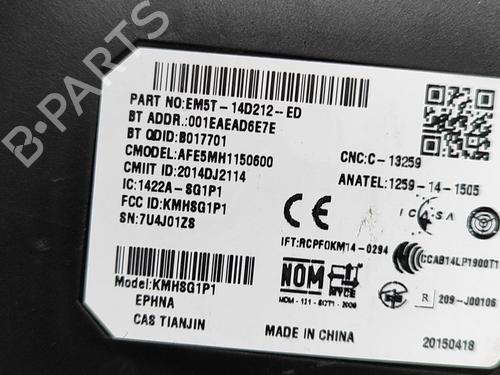 B-PARTS
PART NO:EM5T-14D212-ED
BT ADDR.:001EAEAD6E7E
BT QDID:B017701
CMODEL:AFE5MH1150600
CMIIT ID:2014DJ2114
IC:1422A-SG1P1
FCC ID:KMHSG1P1
SN:7U4J01Z8
CNC:C-13259
ANATEL:1259-14-1505
ICASA
IFT:RCPFOKM14-0294
CCAB14LP1900T1
NOM
NYCE
R 209-J00106
Model:KMHSG1P1
EPHNA
CAS TIANJIN
MADE IN CHINA
20150418